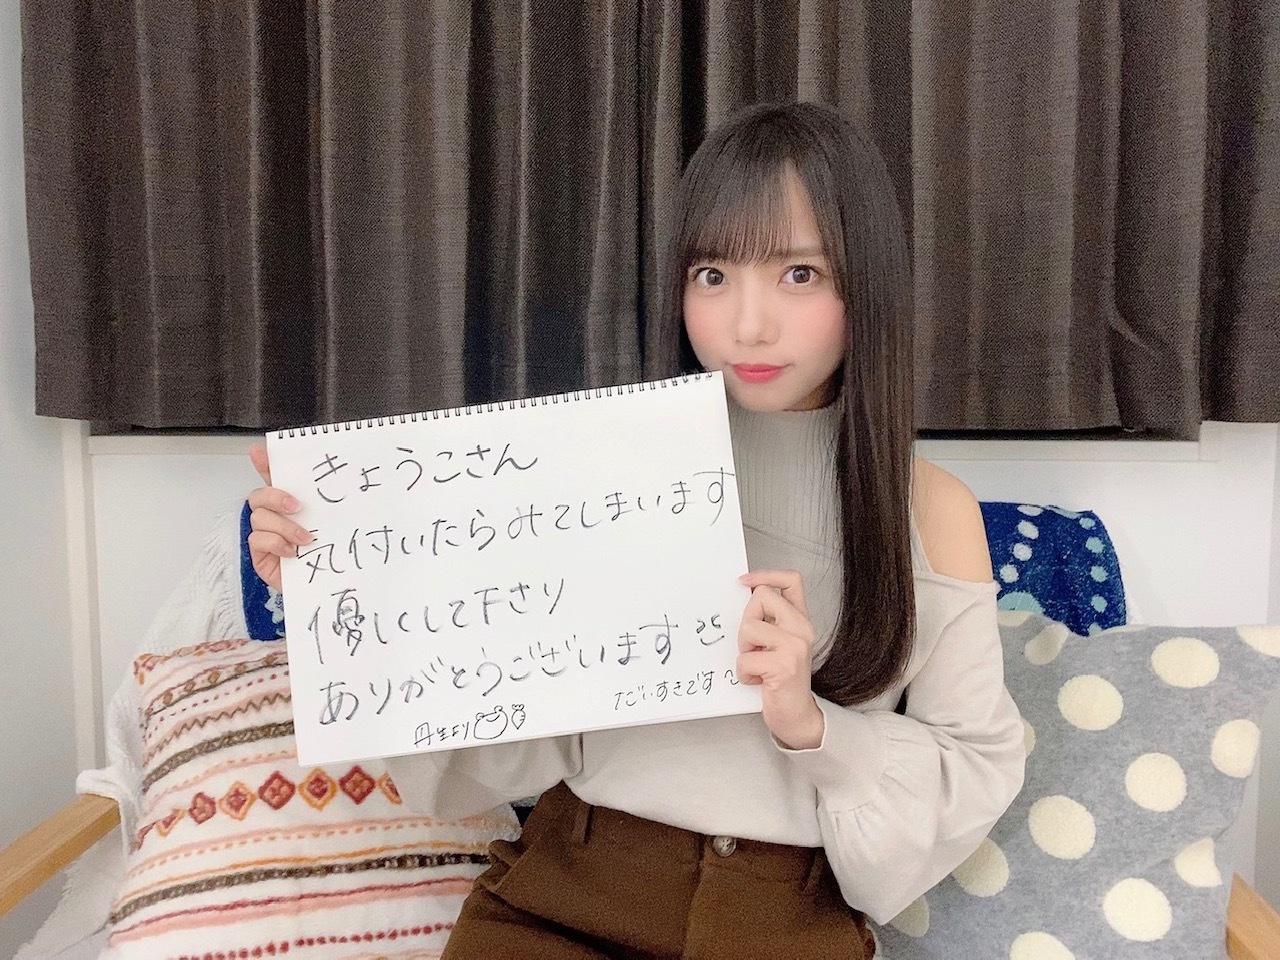 きょうこさん
気付いたらみてしまいます
優しくして下さり
ありがとうございます
だいすきです
丹生より